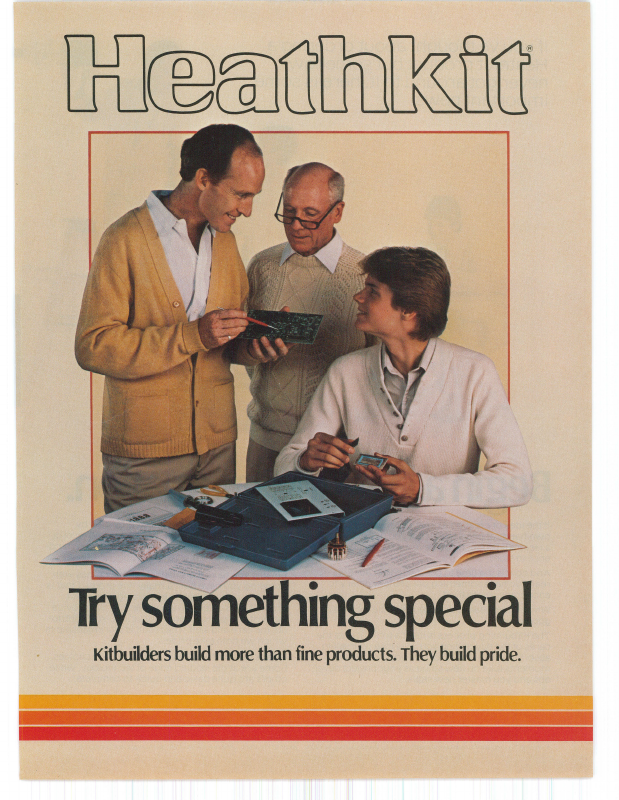 Heathkit®
Try something special
Kitbuilders build more than fine products. They build pride.